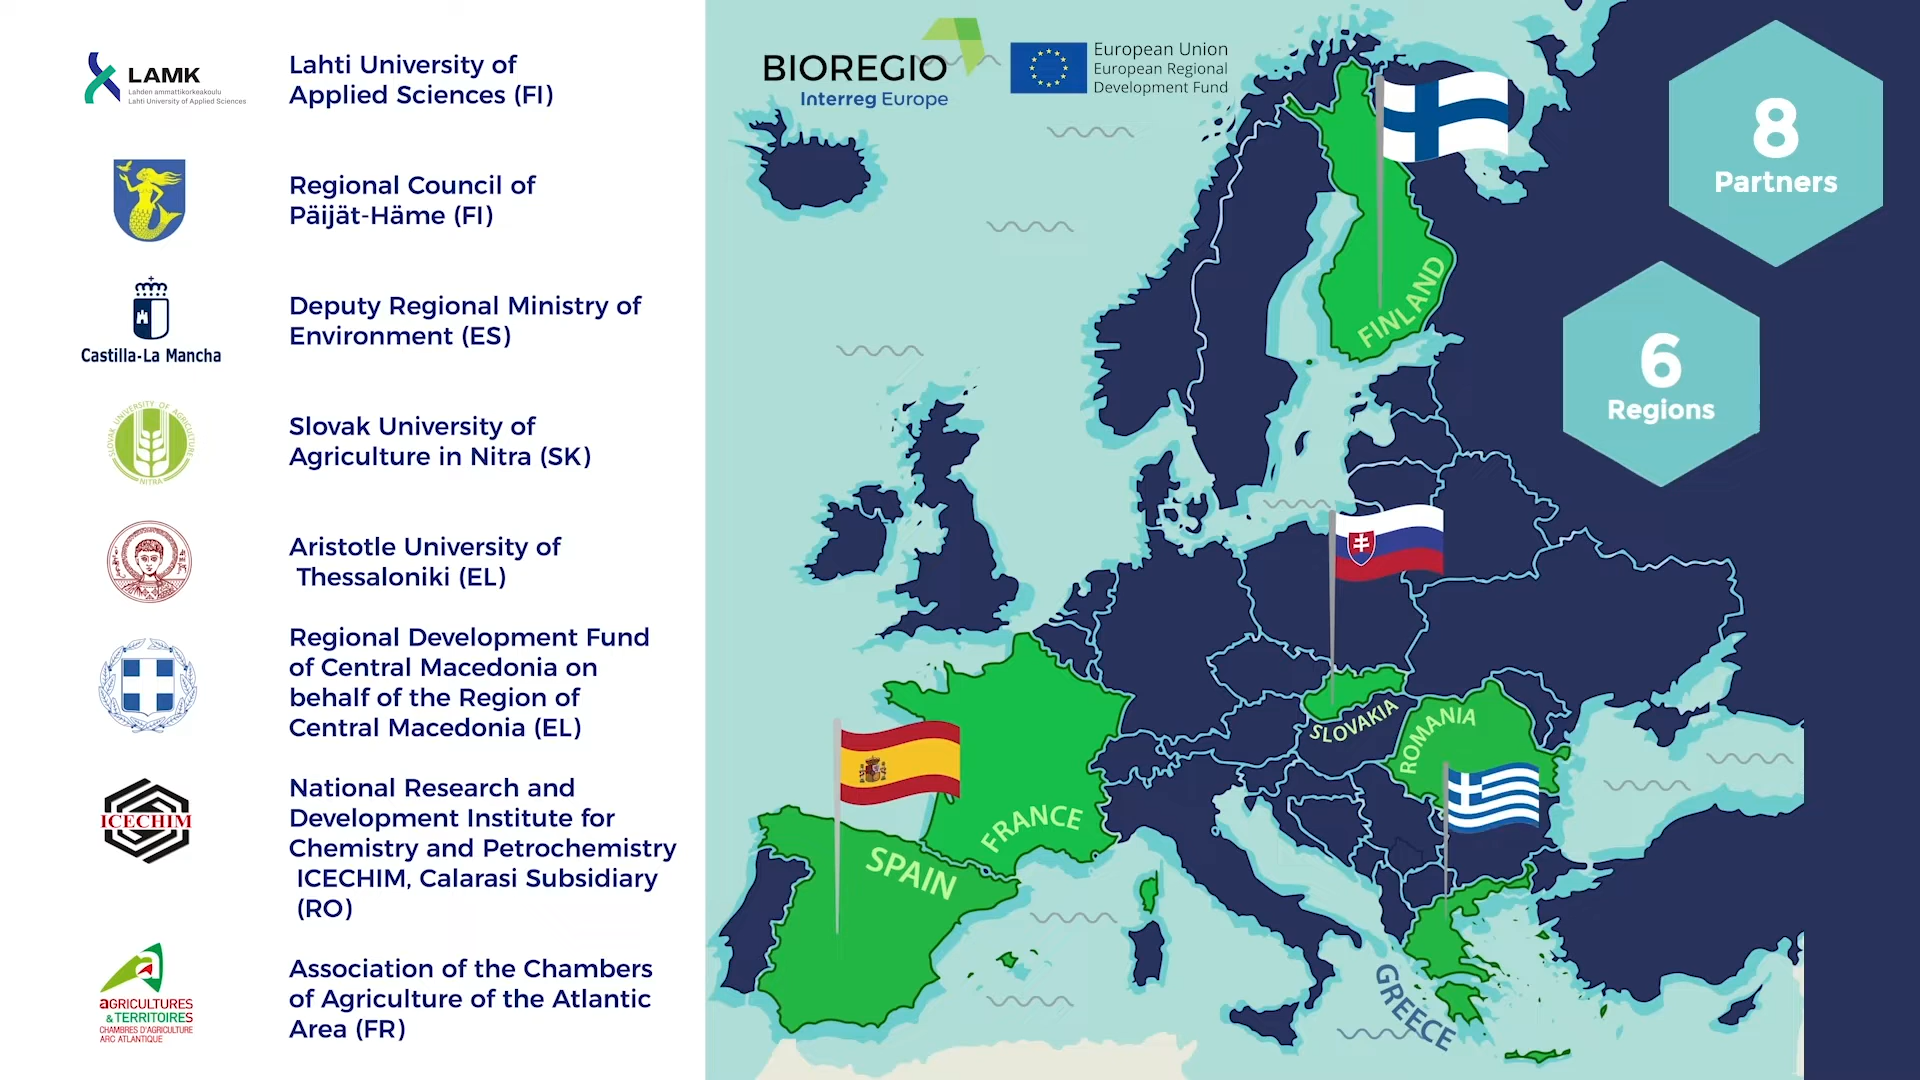 LAMK
Lahden ammattikorkeakoulu
Lahti University of Applied Sciences
Lahti University of
Applied Sciences (FI)
Regional Council of
Päijät-Häme (FI)
Castilla-La Mancha
Deputy Regional Ministry of
Environment (ES)
SLOVAK UNIVERSITY OF AGRICULTURE
NITRA
Slovak University of
Agriculture in Nitra (SK)
Aristotle University of
Thessaloniki (EL)
Regional Development Fund
of Central Macedonia on
behalf of the Region of
Central Macedonia (EL)
ICECHIM
National Research and
Development Institute for
Chemistry and Petrochemistry
ICECHIM, Calarasi Subsidiary
(RO)
aGRICULTURES
& TERRITOIRES
CHAMBRES D'AGRICULTURE
ARC ATLANTIQUE
Association of the Chambers
of Agriculture of the Atlantic
Area (FR)
BIOREGIO
Interreg Europe
European Union
European Regional
Development Fund
8
Partners
6
Regions
FINLAND
SLOVAKIA
ROMANIA
FRANCE
SPAIN
GREECE